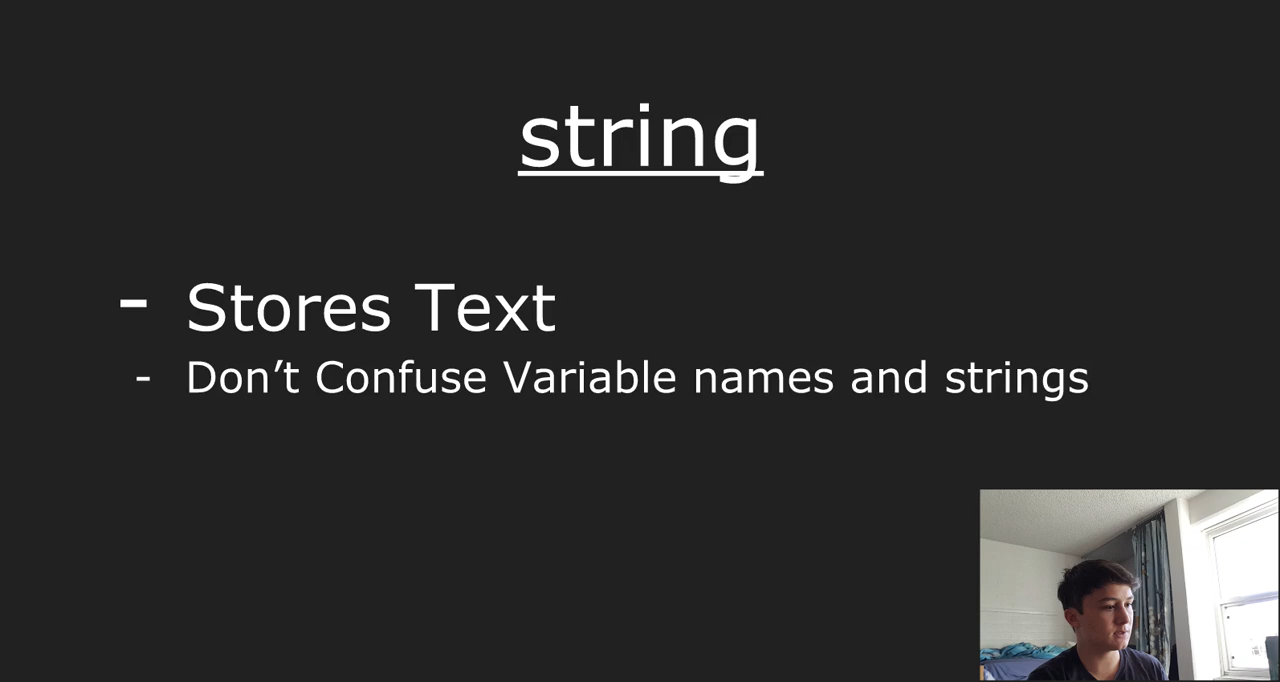 string
- Stores Text
- Don’t Confuse Variable names and strings